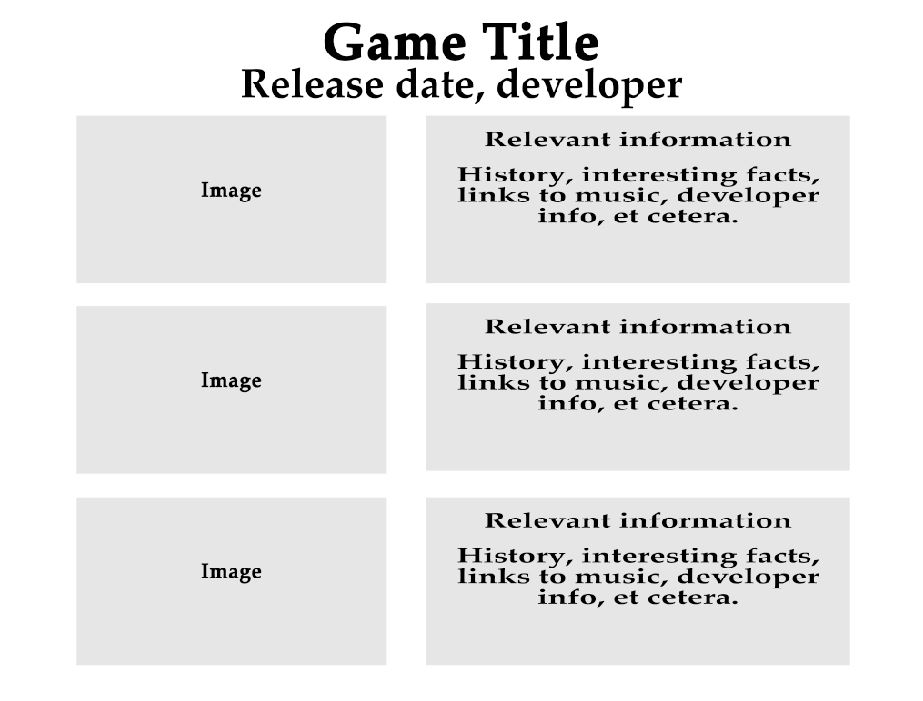 Game Title
Release date, developer
Image
Relevant information
History, interesting facts,
links to music, developer
info, et cetera.
Image
Relevant information
History, interesting facts,
links to music, developer
info, et cetera.
Image
Relevant information
History, interesting facts,
links to music, developer
info, et cetera.